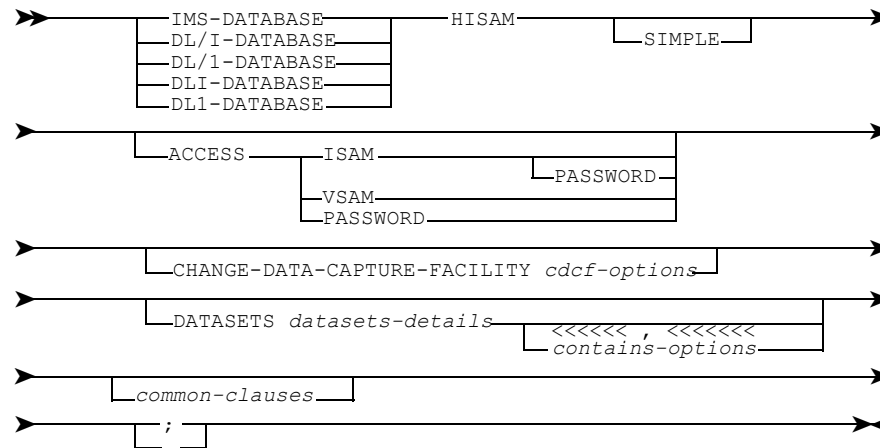 IMS-DATABASE HISAM
DL/I-DATABASE SIMPLE
DL/1-DATABASE
DLI-DATABASE
DL1-DATABASE
ACCESS ISAM
PASSWORD
VSAM
PASSWORD
CHANGE-DATA-CAPTURE-FACILITY cdcf-options
DATASETS datasets-details
<<<<<< , <<<<<<<
contains-options
common-clauses
;